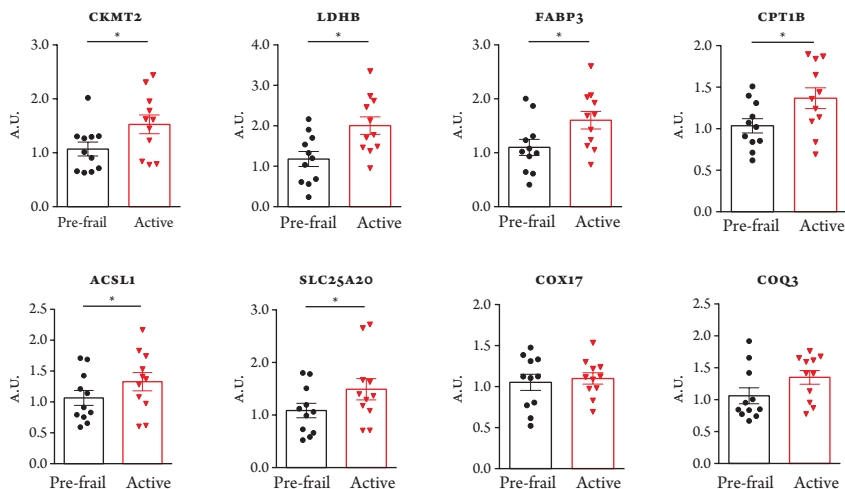 CKMT2 LDHB FABP3 CPT1B
* * * *
3.0 4.0 3.0 2.0
2.0 3.0 2.0 1.5
1.0 2.0 1.0 1.0
0.0 1.0 0.0 0.5
0.0 0.0
A.U. A.U. A.U. A.U.
Pre-frail Active Pre-frail Active Pre-frail Active Pre-frail Active
ACSL1 SLC25A20 COX17 COQ3
* *
2.5 3.0 2.0 2.5
2.0 2.0 1.5 2.0
1.5 1.0 1.0 1.5
1.0 0.0 0.5 1.0
0.5 0.0 0.5
0.0 0.0
A.U. A.U. A.U. A.U.
Pre-frail Active Pre-frail Active Pre-frail Active Pre-frail Active